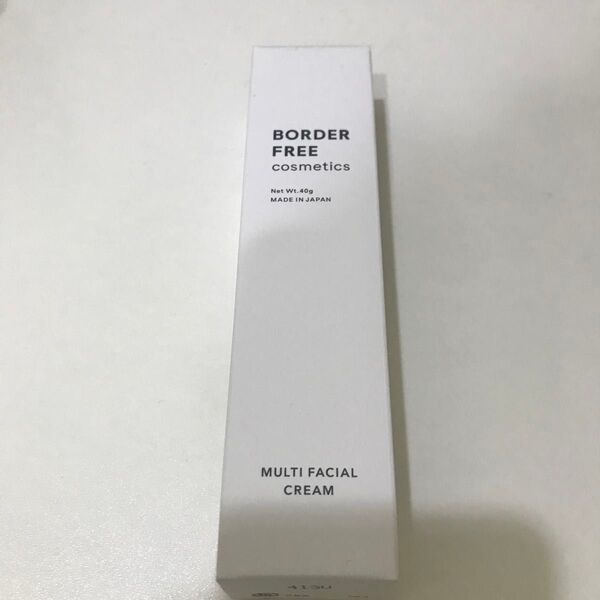 BORDER
FREE
cosmetics
Net Wt.40g
MADE IN JAPAN
MULTI FACIAL
CREAM